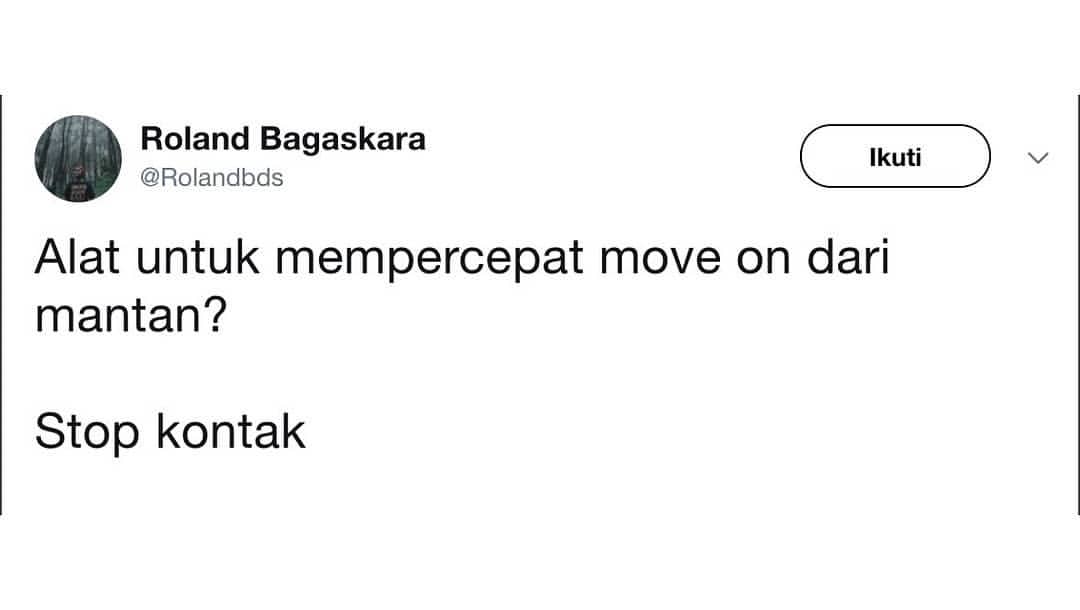 Roland Bagaskara
@Rolandbds
Ikuti
Alat untuk mempercepat move on dari
mantan?
Stop kontak